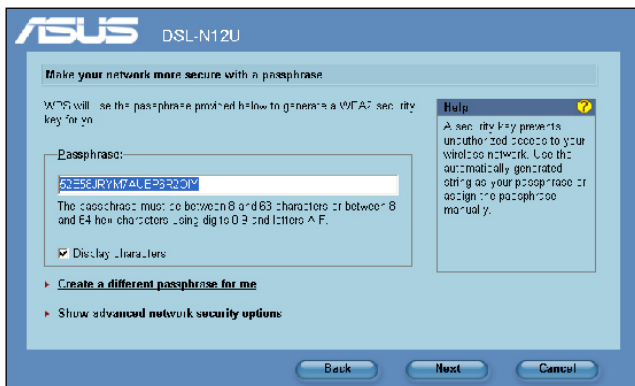 ASUS DSL-N12U
Make your network more secure with a passphrase
WPS will use the passphrase provided below to generate a WPA2 security
key for you
Passphrase:
The passphrase must be between 8 and 63 characters or between 8
and 64 hex characters using digits 0-9 and letters A-F.
Display characters
Create a different passphrase for me
Show advanced network security options
Help
A security key prevents
unauthorized access to your
wireless network. Use the
automatically generated
string as your passphrase or
assign the passphrase
manually.
Back Next Cancel